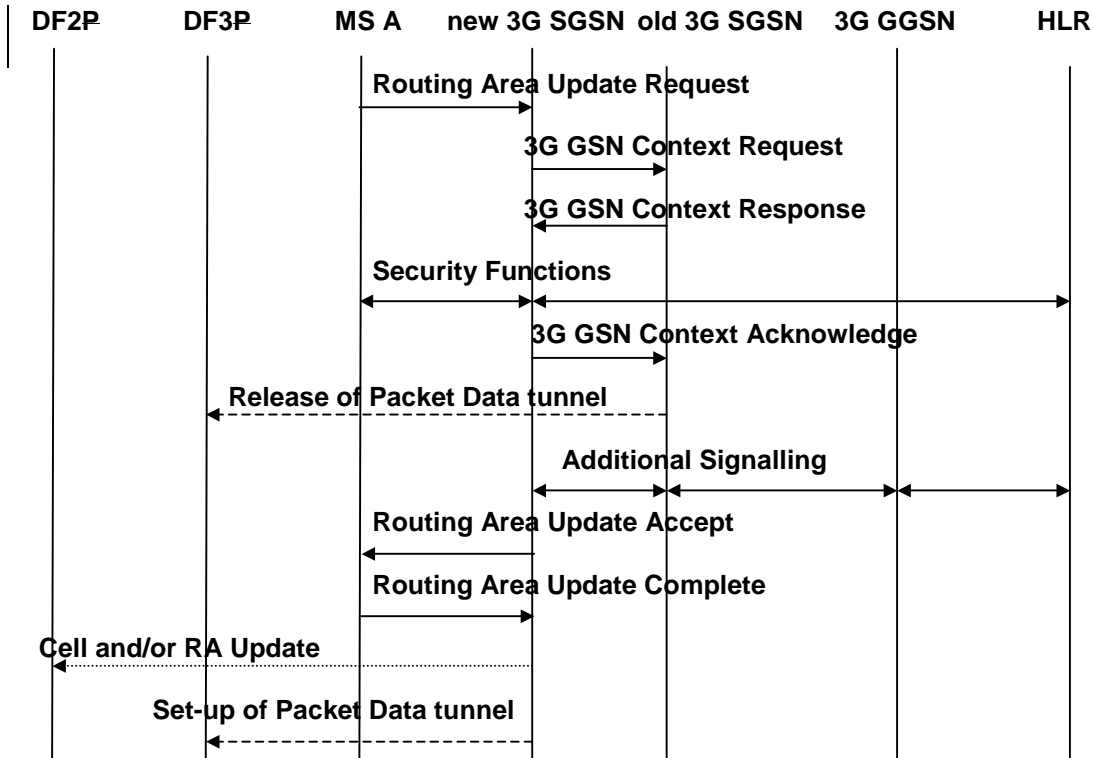 DF2P DF3P MS A new 3G SGSN old 3G SGSN 3G GGSN HLR
Routing Area Update Request
3G GSN Context Request
3G GSN Context Response
Security Functions
3G GSN Context Acknowledge
Release of Packet Data tunnel
Additional Signalling
Routing Area Update Accept
Routing Area Update Complete
Cell and/or RA Update
Set-up of Packet Data tunnel